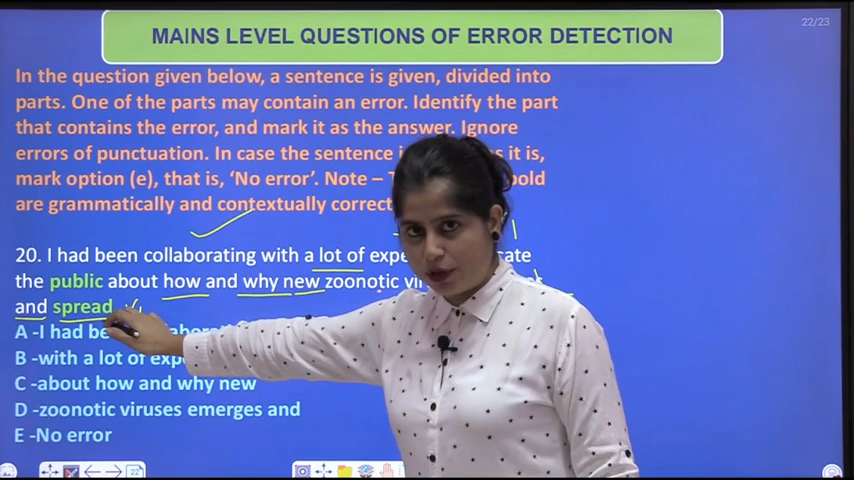 22/23
MAINS LEVEL QUESTIONS OF ERROR DETECTION
In the question given below, a sentence is given, divided into
parts. One of the parts may contain an error. Identify the part
that contains the error, and mark it as the answer. Ignore
errors of punctuation. In case the sentence it is,
mark option (e), that is, ‘No error’. Note – bold
are grammatically and contextually correct
20. I had been collaborating with a lot of
the public about how and why new zoonotic
and spread
A -I had
B -with a lot of
C -about how and why new
D -zoonotic viruses emerges and
E -No error
22